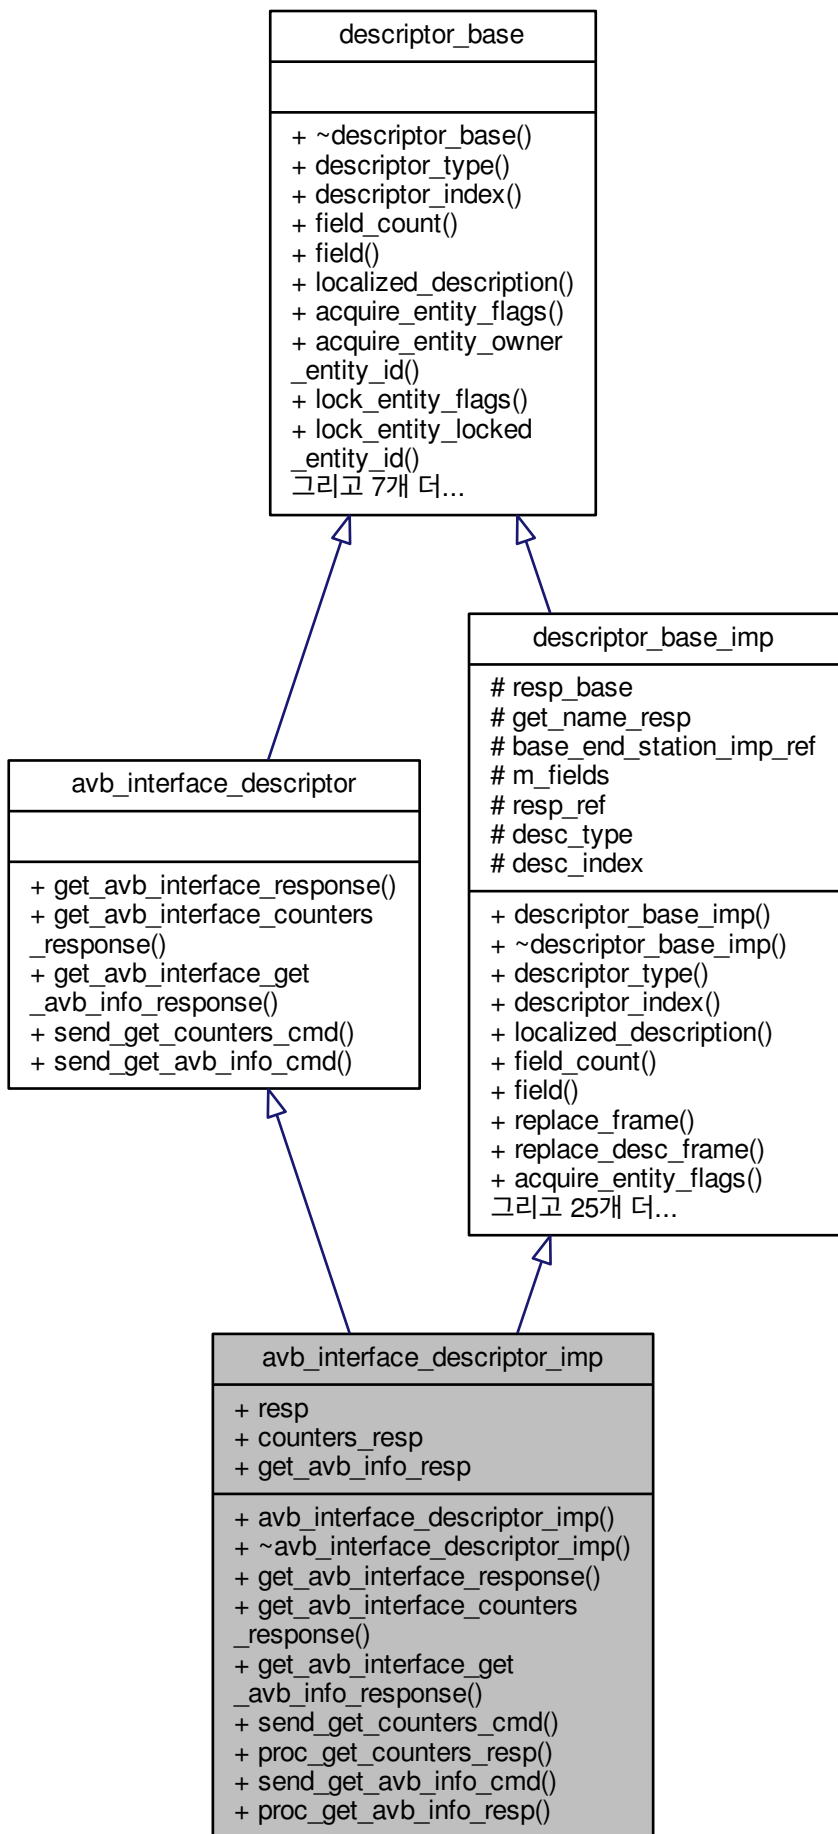 descriptor_base
+ ~descriptor_base()
+ descriptor_type()
+ descriptor_index()
+ field_count()
+ field()
+ localized_description()
+ acquire_entity_flags()
+ acquire_entity_owner
_entity_id()
+ lock_entity_flags()
+ lock_entity_locked
_entity_id()
그리고 7개 더...
descriptor_base_imp
# resp_base
# get_name_resp
# base_end_station_imp_ref
# m_fields
# resp_ref
# desc_type
# desc_index
+ descriptor_base_imp()
+ ~descriptor_base_imp()
+ descriptor_type()
+ descriptor_index()
+ localized_description()
+ field_count()
+ field()
+ replace_frame()
+ replace_desc_frame()
+ acquire_entity_flags()
그리고 25개 더...
avb_interface_descriptor
+ get_avb_interface_response()
+ get_avb_interface_counters
_response()
+ get_avb_interface_get
_avb_info_response()
+ send_get_counters_cmd()
+ send_get_avb_info_cmd()
avb_interface_descriptor_imp
+ resp
+ counters_resp
+ get_avb_info_resp
+ avb_interface_descriptor_imp()
+ ~avb_interface_descriptor_imp()
+ get_avb_interface_response()
+ get_avb_interface_counters
_response()
+ get_avb_interface_get
_avb_info_response()
+ send_get_counters_cmd()
+ proc_get_counters_resp()
+ send_get_avb_info_cmd()
+ proc_get_avb_info_resp()